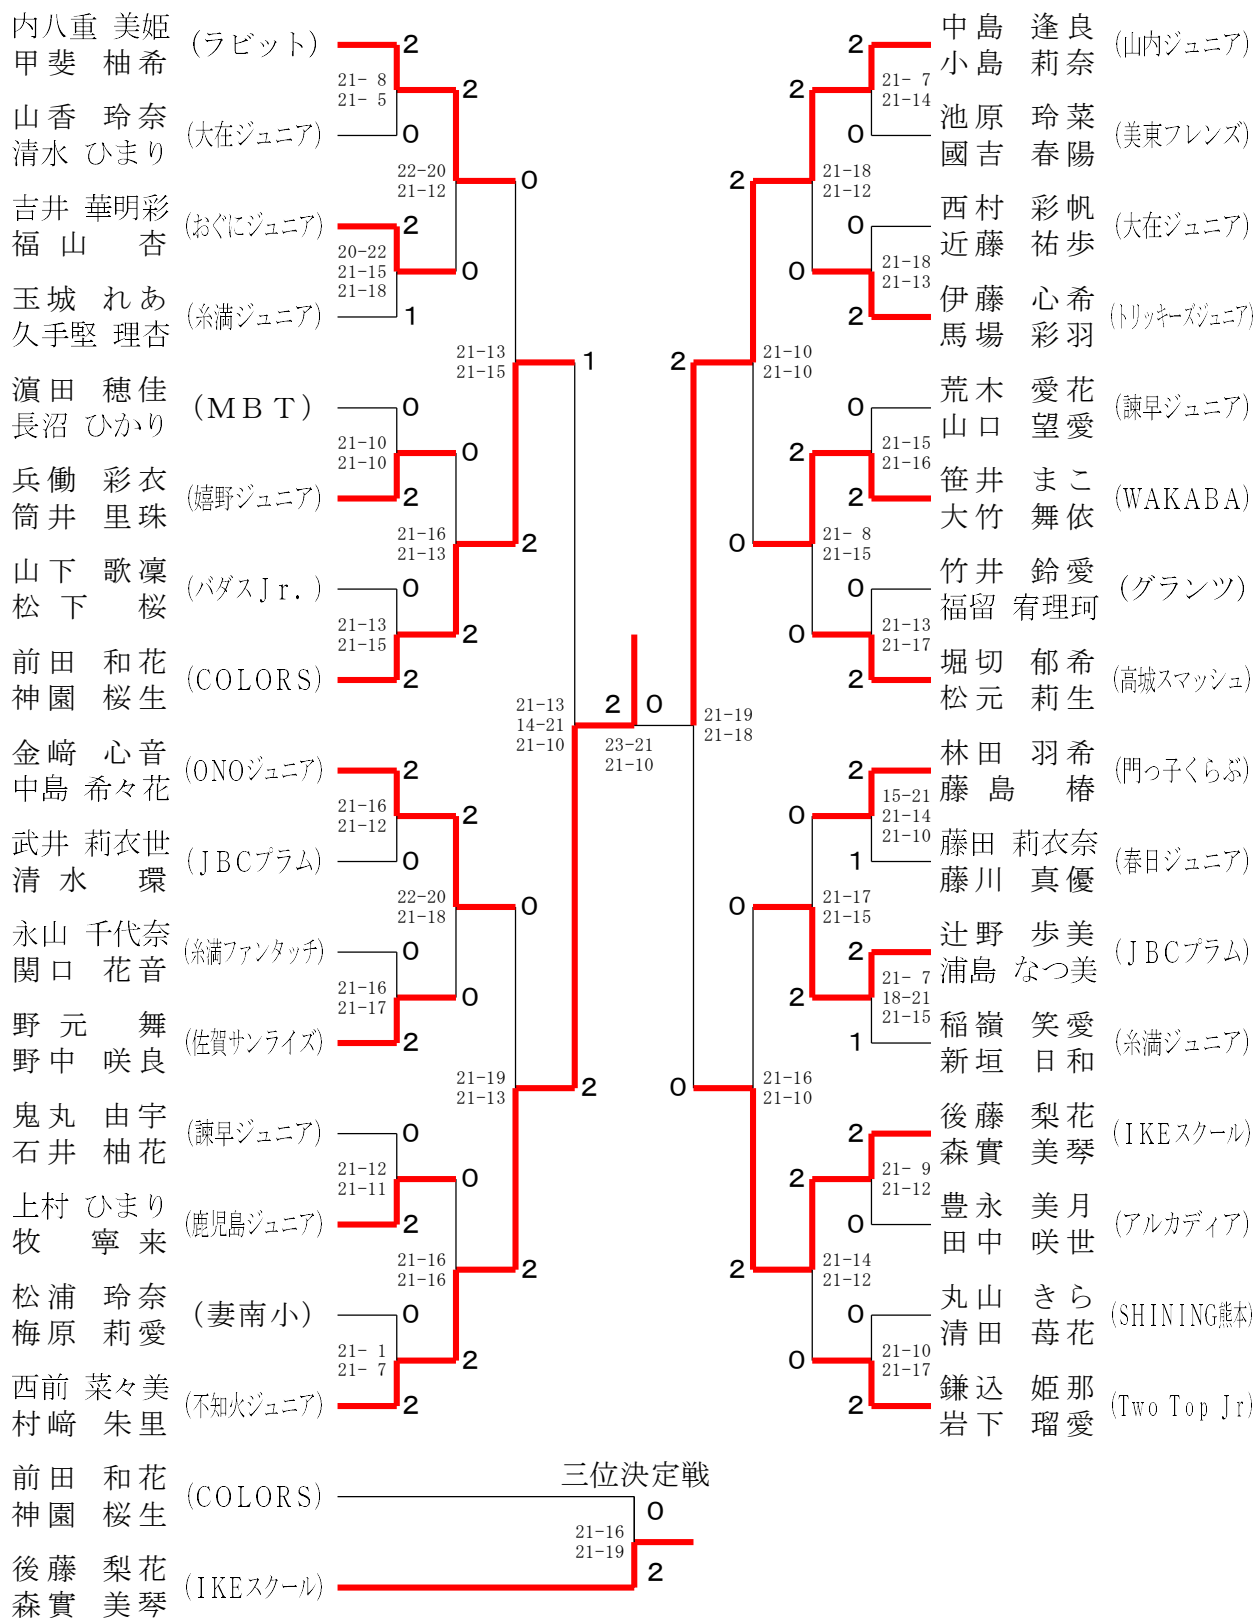 内八重 美姫
甲斐 柚希
(ラビット)
2
21- 8
21- 5
2
山香 玲奈
清水 ひまり
(大在ジュニア)
0
22-20
21-12
0
吉井 華明彩
福山 杏
(おぐにジュニア)
2
20-22
21-15
21-18
0
玉城 れあ
久手堅 理杏
(糸満ジュニア)
1
21-13
21-15
1
濵田 穂佳
長沼 ひかり
(MBT)
0
21-10
21-10
0
兵働 彩衣
筒井 里珠
(嬉野ジュニア)
2
21-16
21-13
2
山下 歌凜
松下 桜
(バダスJr.)
0
21-13
21-15
2
前田 和花
神園 桜生
(COLORS)
2
21-13
14-21
21-10
2
0
23-21
21-10
金﨑 心音
中島 希々花
(ONOジュニア)
2
21-16
21-12
2
武井 莉衣世
清水 環
(JBCプラム)
0
22-20
21-18
0
永山 千代奈
関口 花音
(糸満ファンタッチ)
0
21-16
21-17
0
野元 舞
野中 咲良
(佐賀サンライズ)
2
21-19
21-13
2
鬼丸 由宇
石井 柚花
(諫早ジュニア)
0
21-12
21-11
0
上村 ひまり
牧 寧来
(鹿児島ジュニア)
2
21-16
21-16
2
松浦 玲奈
梅原 莉愛
(妻南小)
0
21- 1
21- 7
2
西前 菜々美
村﨑 朱里
(不知火ジュニア)
2
中島 逢良
小島 莉奈
(山内ジュニア)
2
21- 7
21-14
2
池原 玲菜
國吉 春陽
(美東フレンズ)
0
21-18
21-12
2
西村 彩帆
近藤 祐歩
(大在ジュニア)
0
21-18
21-13
0
伊藤 心希
馬場 彩羽
(トリッキーズジュニア)
2
21-10
21-10
2
荒木 愛花
山口 望愛
(諫早ジュニア)
0
21-15
21-16
2
笹井 まこ
大竹 舞依
(WAKABA)
2
21- 8
21-15
0
竹井 鈴愛
福留 宥理珂
(グランツ)
0
21-13
21-17
0
堀切 郁希
松元 莉生
(高城スマッシュ)
2
21-19
21-18
林田 羽希
藤島 椿
(門っ子くらぶ)
2
15-21
21-14
21-10
0
藤田 莉衣奈
藤川 真優
(春日ジュニア)
1
21-17
21-15
0
辻野 歩美
浦島 なつ美
(JBCプラム)
2
21- 7
18-21
21-15
2
稲嶺 笑愛
新垣 日和
(糸満ジュニア)
1
21-16
21-10
0
後藤 梨花
森實 美琴
(IKEスクール)
2
21- 9
21-12
2
豊永 美月
田中 咲世
(アルカディア)
0
21-14
21-12
2
丸山 きら
清田 苺花
(SHINING熊本)
0
21-10
21-17
0
鎌込 姫那
岩下 瑠愛
(Two Top Jr)
2
三位決定戦
前田 和花
神園 桜生
(COLORS)
0
21-16
21-19
後藤 梨花
森實 美琴
(IKEスクール)
2